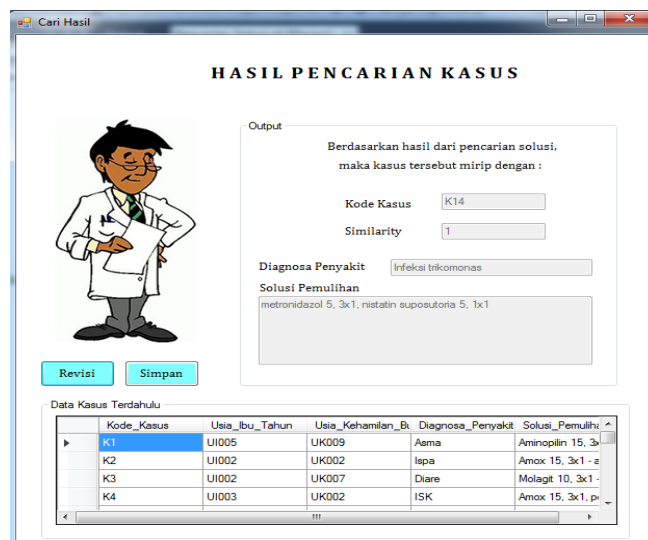 Cari Hasil
HASIL PENCARIAN KASUS
Output
Berdasarkan hasil dari pencarian solusi,
maka kasus tersebut mirip dengan :
Kode Kasus K14
Similarity 1
Diagnosa Penyakit Infeksi trikomonas
Solusi Pemulihan
metronidazol 5, 3x1, nistatin suposutoria 5, 1x1
Revisi Simpan
Data Kasus Terdahulu
Kode_Kasus Usia_Ibu_Tahun Usia_Kehamilan_Bu Diagnosa_Penyakit Solusi_Pemuliha
K1 UI005 UK009 Asma Aminopilin 15, 3x
K2 UI002 UK002 Ispa Amox 15, 3x1 - a
K3 UI002 UK007 Diare Molagit 10, 3x1 -
K4 UI003 UK002 ISK Amox 15, 3x1, p